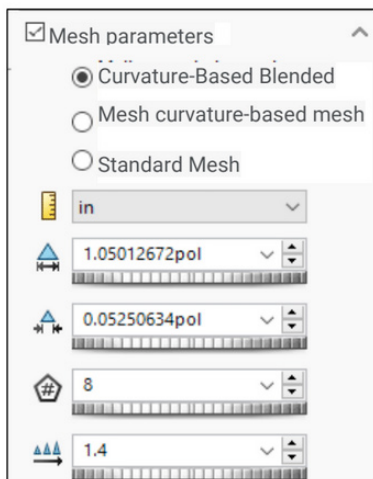 Mesh parameters
Curvature-Based Blended
Mesh curvature-based mesh
Standard Mesh
in
1.05012672pol
0.05250634pol
#
8
1.4